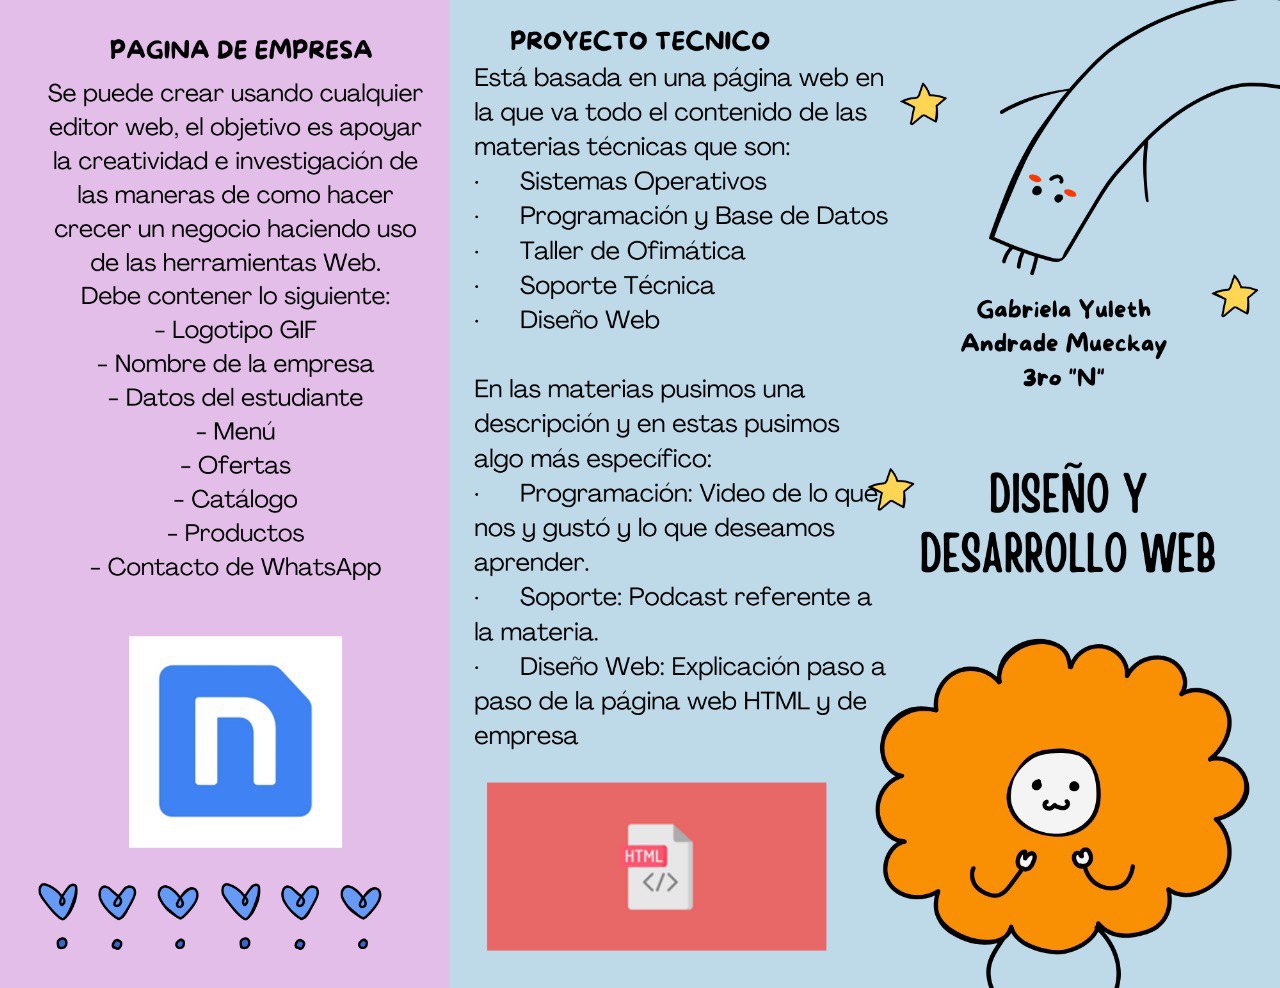 PAGINA DE EMPRESA
Se puede crear usando cualquier
editor web, el objetivo es apoyar
la creatividad e investigación de
las maneras de como hacer
crecer un negocio haciendo uso
de las herramientas Web.
Debe contener lo siguiente:
- Logotipo GIF
- Nombre de la empresa
- Datos del estudiante
- Menú
- Ofertas
- Catálogo
- Productos
- Contacto de WhatsApp
n
PROYECTO TECNICO
Está basada en una página web en
la que va todo el contenido de las
materias técnicas que son:
· Sistemas Operativos
· Programación y Base de Datos
· Taller de Ofimática
· Soporte Técnica
· Diseño Web
En las materias pusimos una
descripción y en estas pusimos
algo más específico:
· Programación: Video de lo que
nos y gustó y lo que deseamos
aprender.
· Soporte: Podcast referente a
la materia.
· Diseño Web: Explicación paso a
paso de la página web HTML y de
empresa
HTML
</>
Gabriela Yuleth
Andrade Mueckay
3ro "N"
DISEÑO Y
DESARROLLO WEB